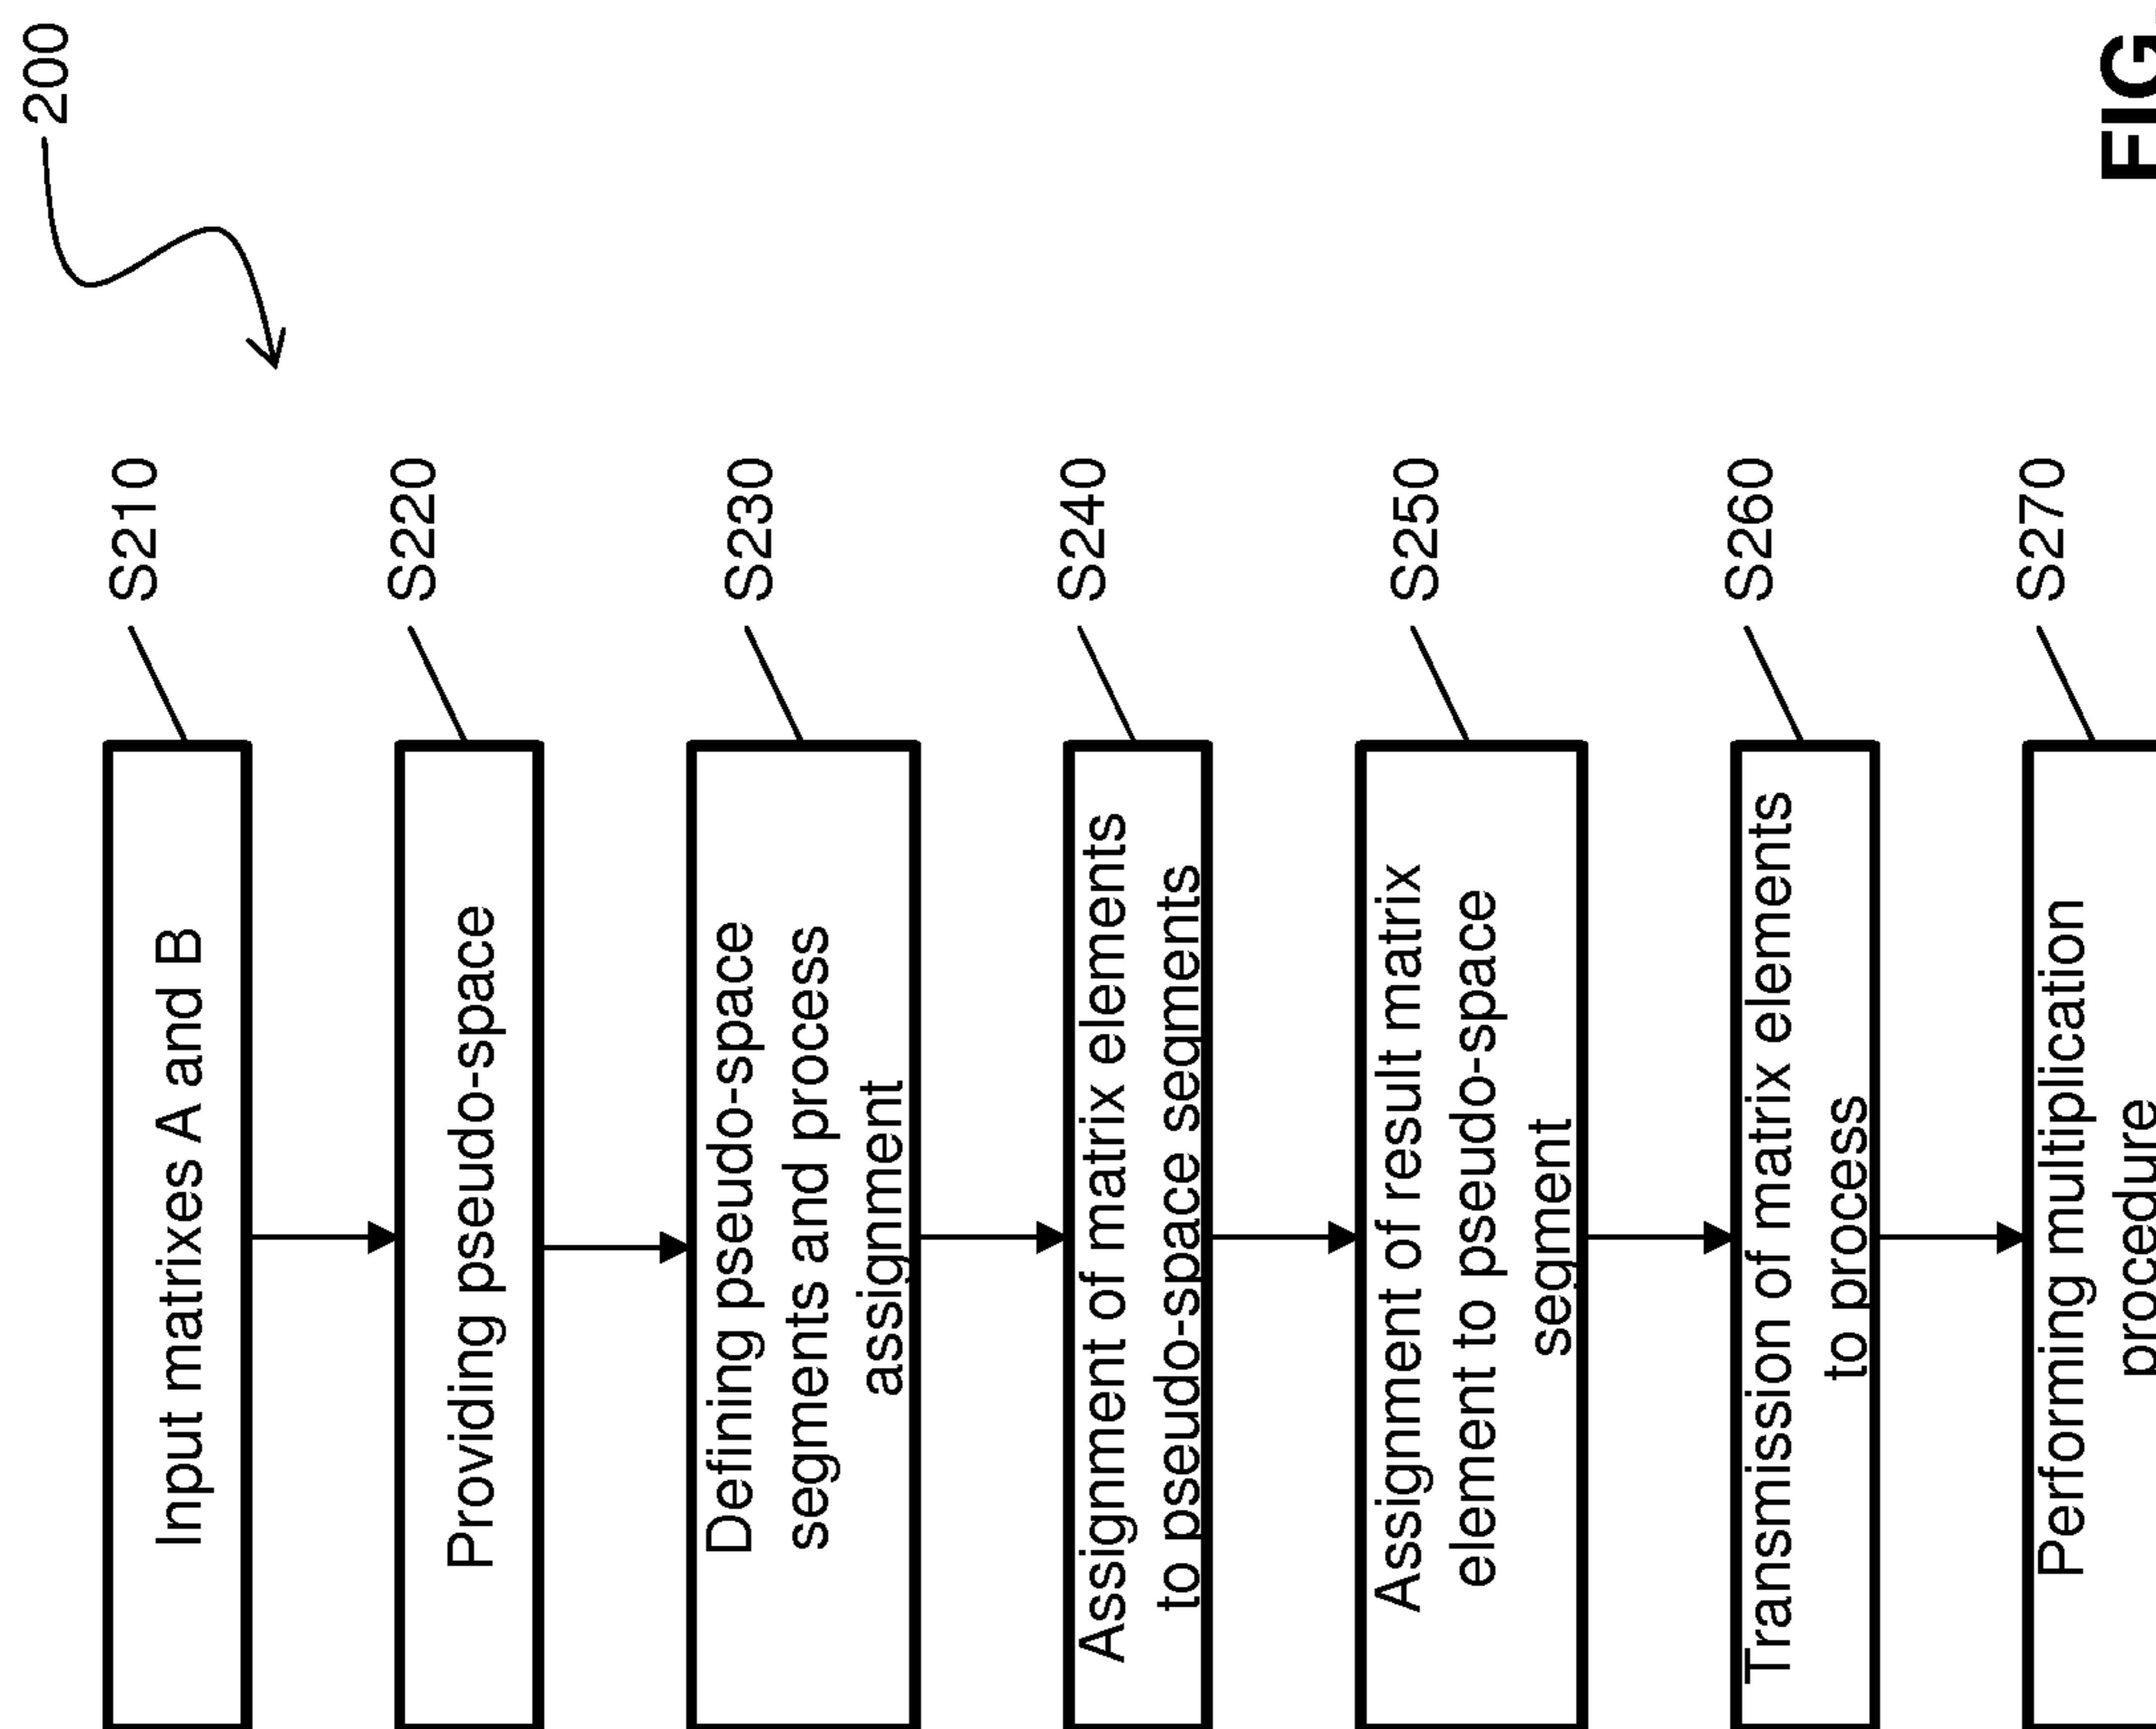 200
S210
Input matrixes A and B
S220
Providing pseudo-space
S230
Defining pseudo-space
segments and process
assignment
S240
Assignment of matrix elements
to pseudo-space segments
S250
Assignment of result matrix
element to pseudo-space
segment
S260
Transmission of matrix elements
to process
S270
Performing multiplication
procedure
FIG.